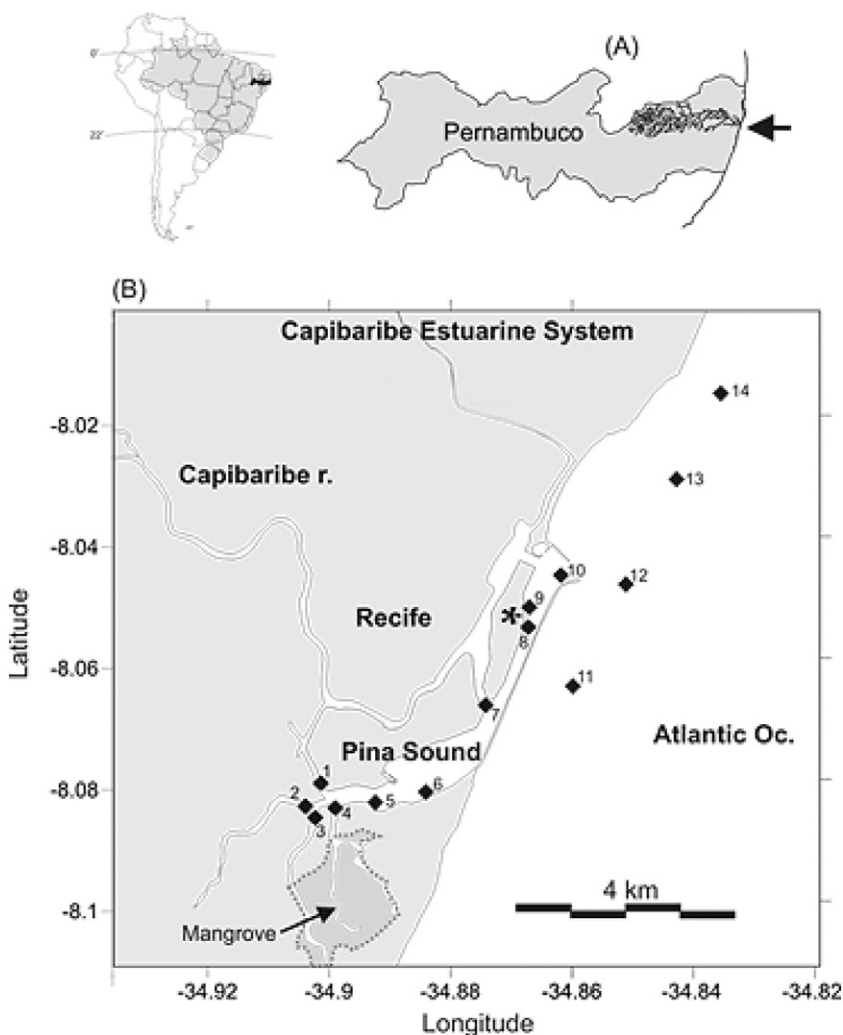 (A)
0'
22'
Pernambuco
(B)
Capibaribe Estuarine System
14
-8.02
Capibaribe r.
13
-8.04
10
12
9
Recife
*
8
-8.06
11
7
Atlantic Oc.
Pina Sound
1
6
-8.08
2
5
4
3
4 km
-8.1
Mangrove
-34.92
-34.9
-34.88
-34.86
-34.84
-34.82
Latitude
Longitude